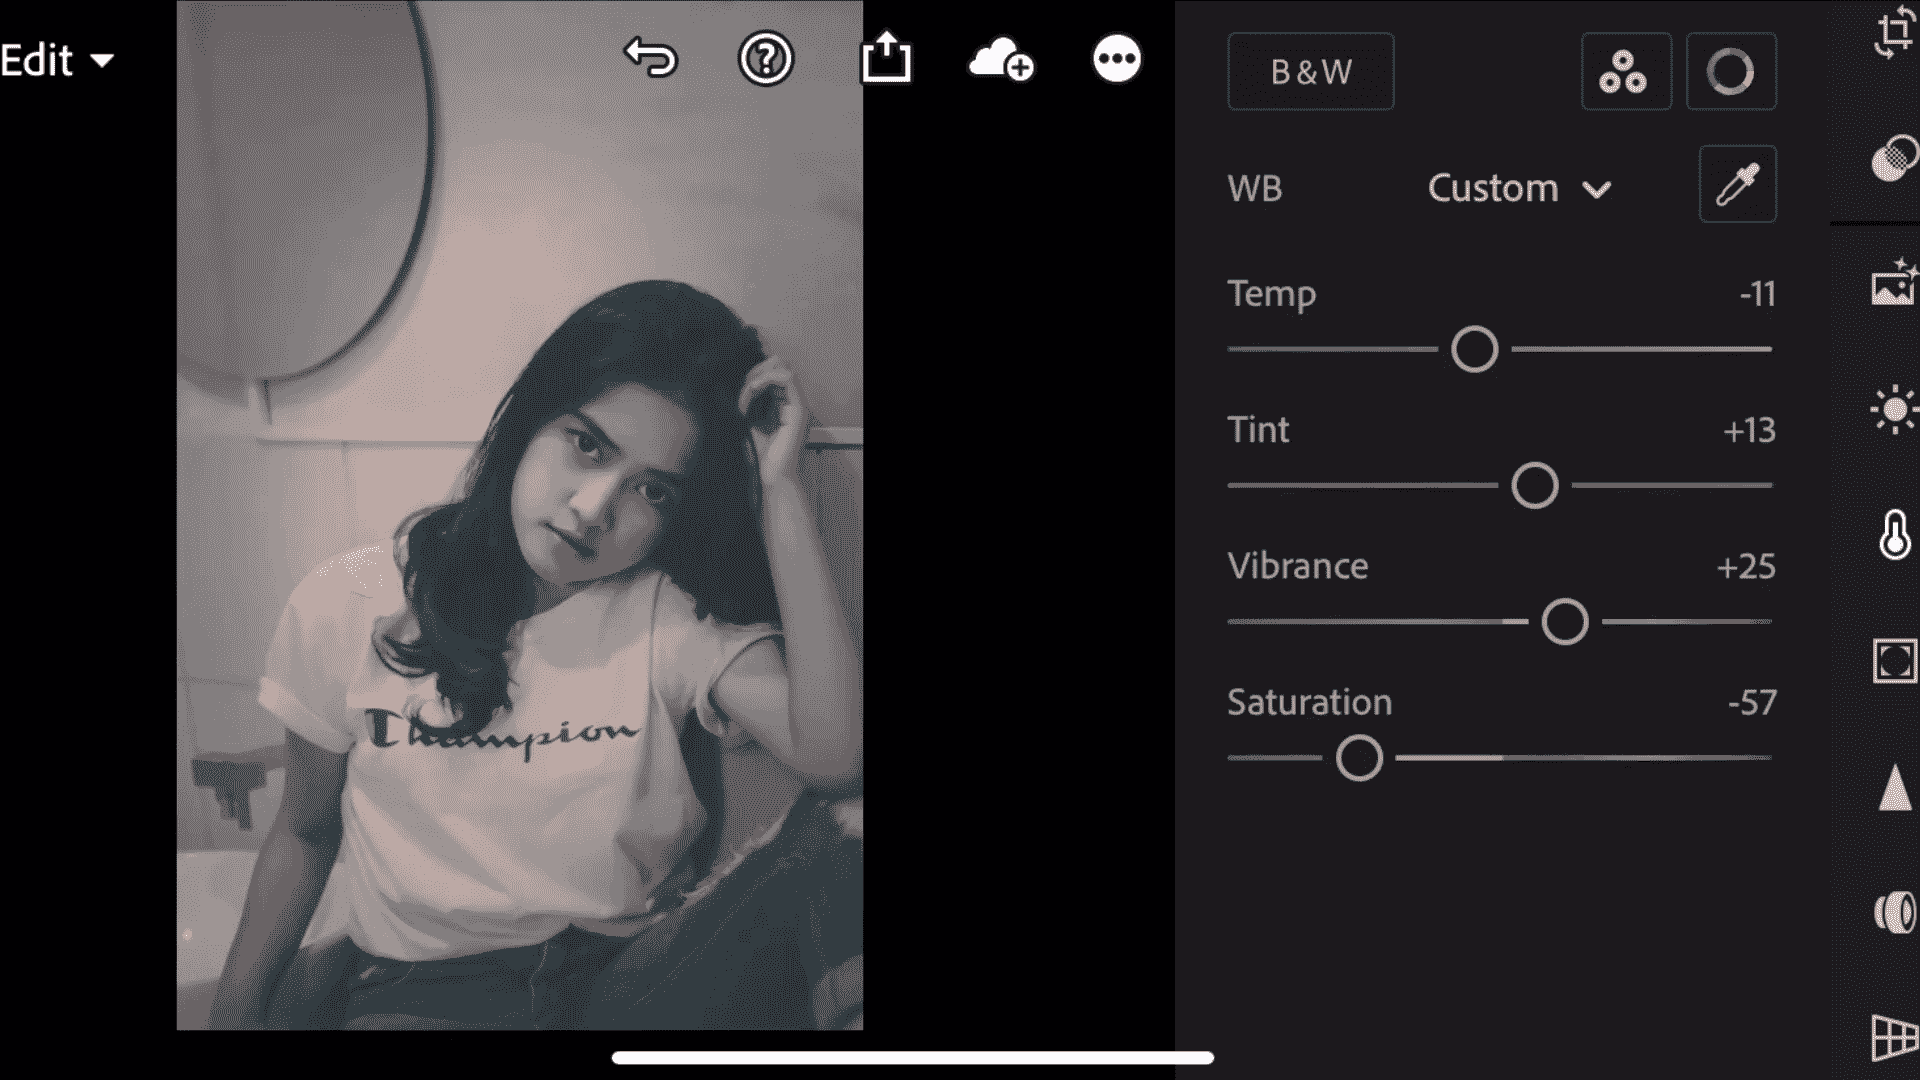 Edit
B&W
WB Custom
Temp -11
Tint +13
Vibrance +25
Saturation -57
Champion